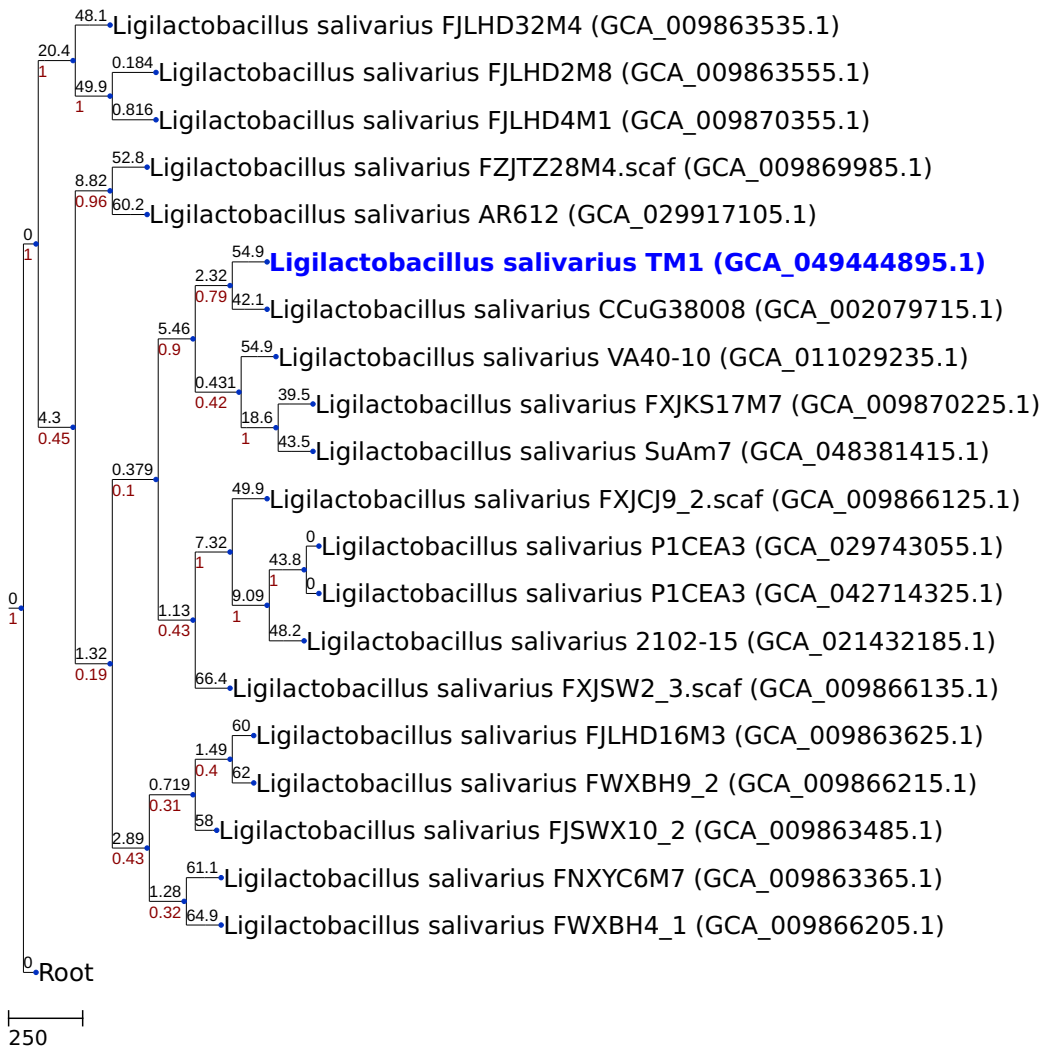 48.1
Ligilactobacillus salivarius FJLHD32M4 (GCA_009863535.1)
20.4
1
0.184
Ligilactobacillus salivarius FJLHD2M8 (GCA_009863555.1)
49.9
1
0.816
Ligilactobacillus salivarius FJLHD4M1 (GCA_009870355.1)
52.8
Ligilactobacillus salivarius FZJTZ28M4.scaf (GCA_009869985.1)
8.82
0.96
60.2
Ligilactobacillus salivarius AR612 (GCA_029917105.1)
0
1
54.9
Ligilactobacillus salivarius TM1 (GCA_049444895.1)
2.32
0.79
42.1
Ligilactobacillus salivarius CCuG38008 (GCA_002079715.1)
5.46
0.9
54.9
Ligilactobacillus salivarius VA40-10 (GCA_011029235.1)
0.431
0.42
39.5
Ligilactobacillus salivarius FXJKS17M7 (GCA_009870225.1)
18.6
1
4.3
0.45
43.5
Ligilactobacillus salivarius SuAm7 (GCA_048381415.1)
0.379
0.1
49.9
Ligilactobacillus salivarius FXJCJ9_2.scaf (GCA_009866125.1)
7.32
1
0
Ligilactobacillus salivarius P1CEA3 (GCA_029743055.1)
43.8
1
0
Ligilactobacillus salivarius P1CEA3 (GCA_042714325.1)
9.09
1
0
1
1.13
0.43
48.2
Ligilactobacillus salivarius 2102-15 (GCA_021432185.1)
1.32
0.19
66.4
Ligilactobacillus salivarius FXJSW2_3.scaf (GCA_009866135.1)
60
Ligilactobacillus salivarius FJLHD16M3 (GCA_009863625.1)
1.49
0.4
62
Ligilactobacillus salivarius FWXBH9_2 (GCA_009866215.1)
0.719
0.31
58
Ligilactobacillus salivarius FJSWX10_2 (GCA_009863485.1)
2.89
0.43
61.1
Ligilactobacillus salivarius FNXYC6M7 (GCA_009863365.1)
1.28
0.32
64.9
Ligilactobacillus salivarius FWXBH4_1 (GCA_009866205.1)
0
Root
250